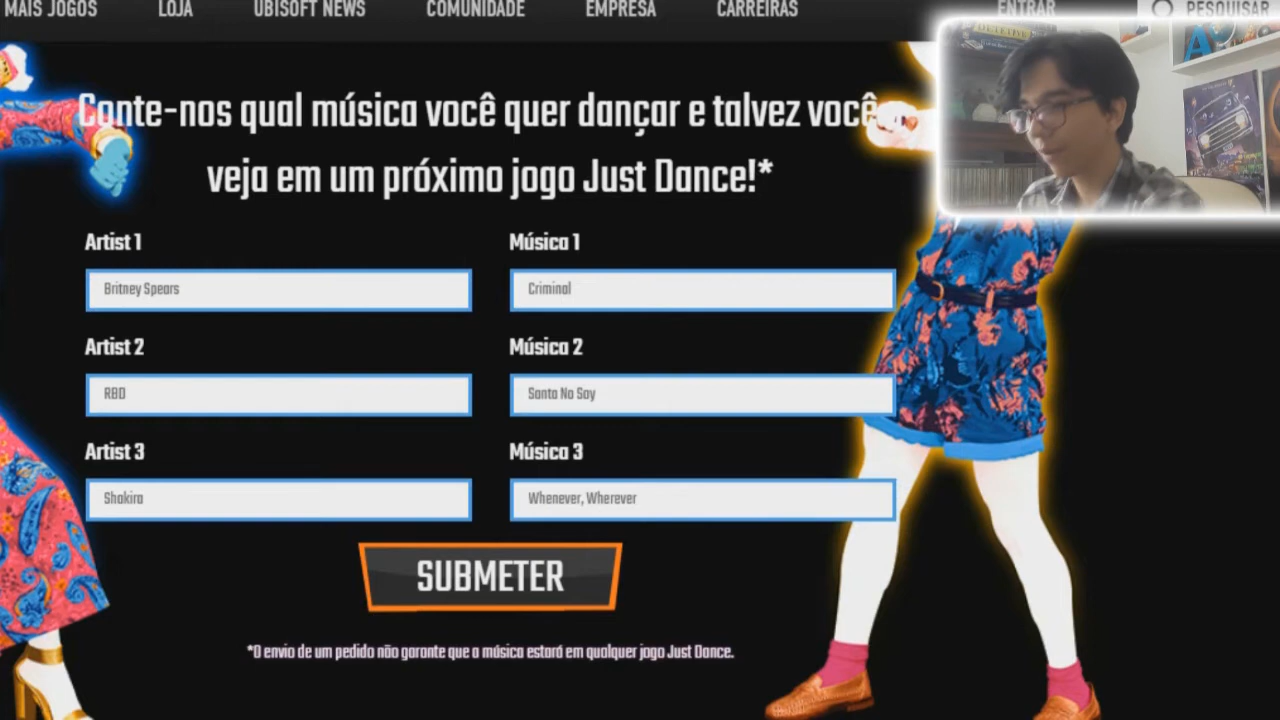 MAIS JOGOS LOJA UBISOFT NEWS COMUNIDADE EMPRESA CARREIRAS ENTRAR PESQUISAR
Conte-nos qual música você quer dançar e talvez você
veja em um próximo jogo Just Dance!*
Artist 1 Música 1
Britney Spears Criminal
Artist 2 Música 2
RBD Santa No Soy
Artist 3 Música 3
Shakira Whenever, Wherever
SUBMETER
*O envio de um pedido não garante que a música estará em qualquer jogo Just Dance.